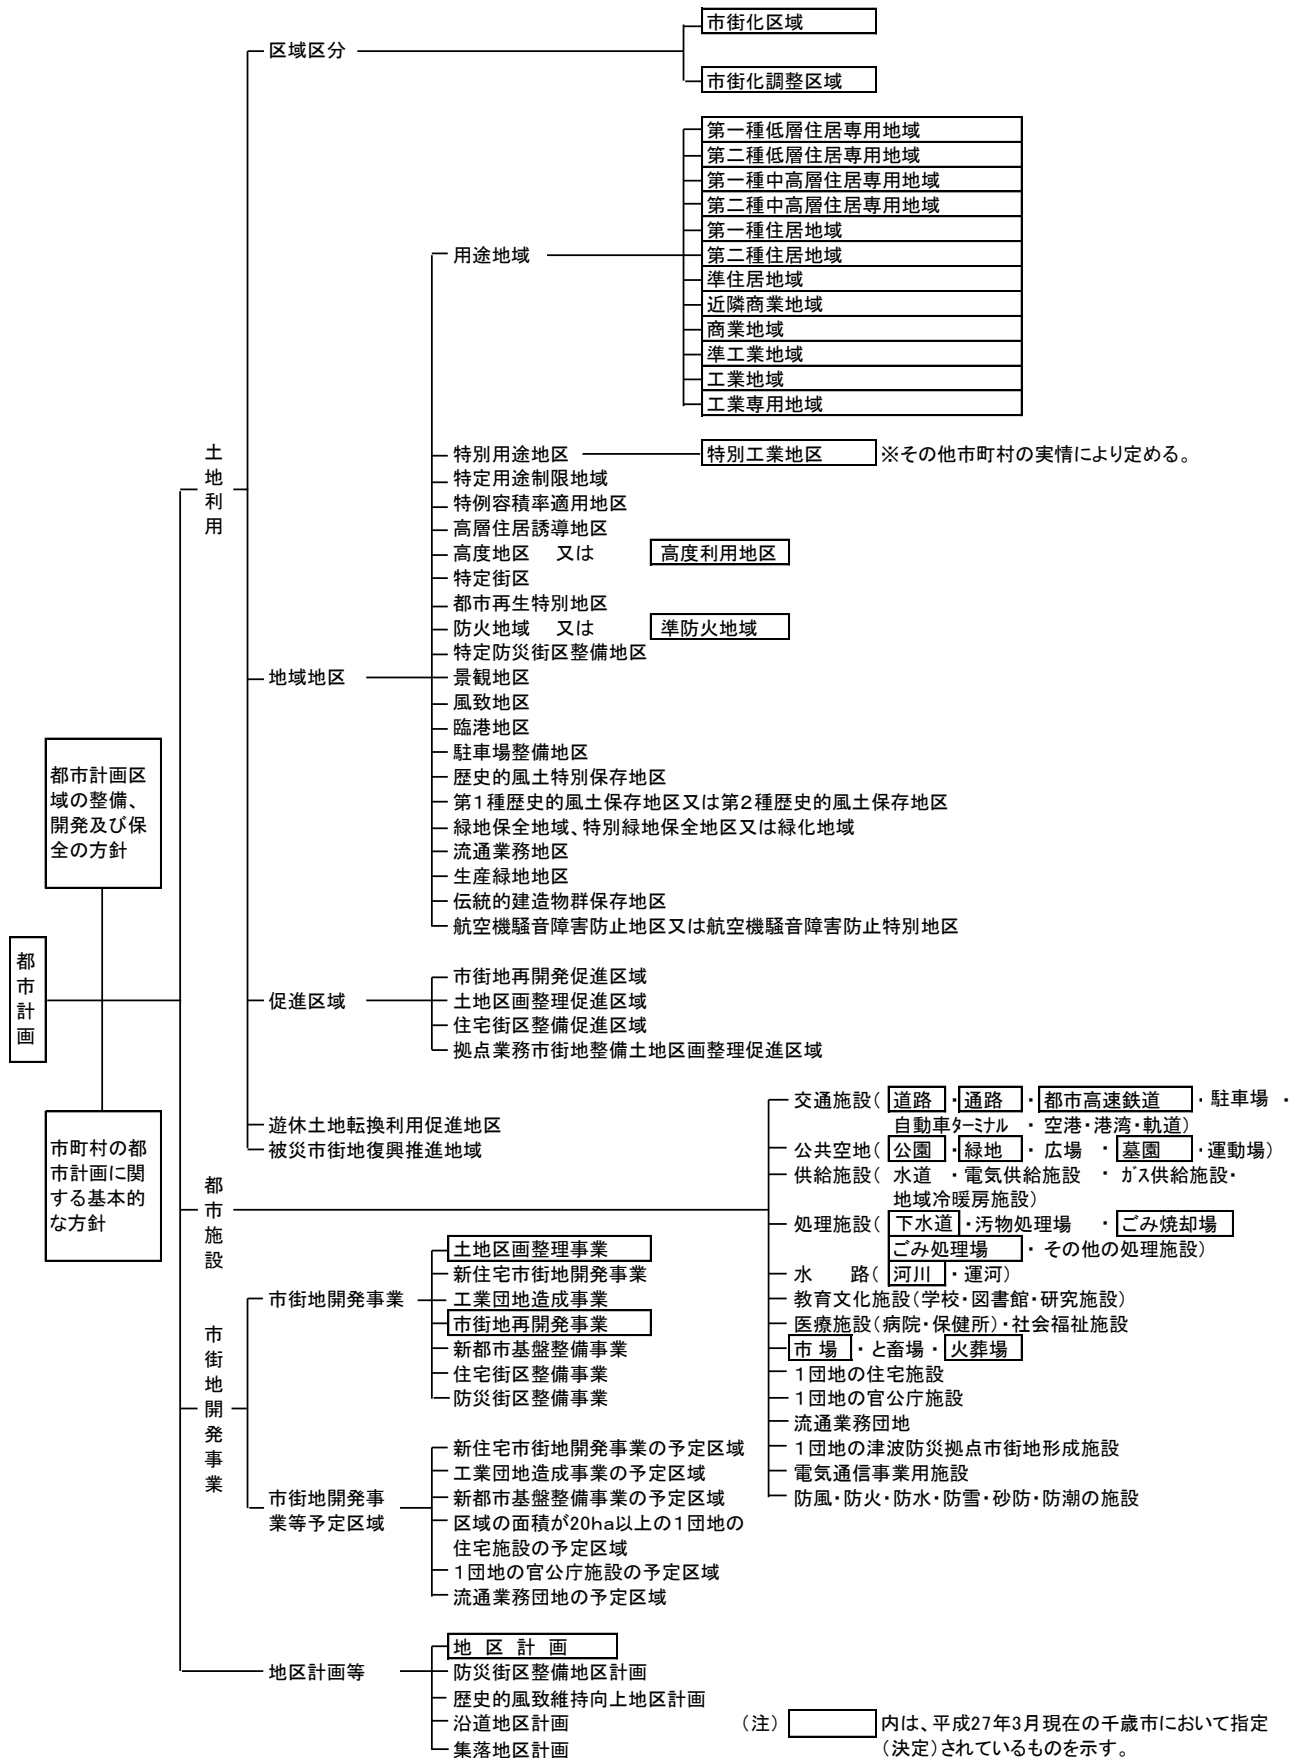 都市計画
都市計画区
域の整備、
開発及び保
全の方針
市町村の都
市計画に関
する基本的
な方針
土地利用
区域区分
市街化区域
市街化調整区域
地域地区
用途地域
第一種低層住居専用地域
第二種低層住居専用地域
第一種中高層住居専用地域
第二種中高層住居専用地域
第一種住居地域
第二種住居地域
準住居地域
近隣商業地域
商業地域
準工業地域
工業地域
工業専用地域
特別用途地区 特別工業地区 ※その他市町村の実情により定める。
特定用途制限地域
特例容積率適用地区
高層住居誘導地区
高度地区 又は 高度利用地区
特定街区
都市再生特別地区
防火地域 又は 準防火地域
特定防災街区整備地区
景観地区
風致地区
臨港地区
駐車場整備地区
歴史的風土特別保存地区
第1種歴史的風土保存地区又は第2種歴史的風土保存地区
緑地保全地域、特別緑地保全地区又は緑化地域
流通業務地区
生産緑地地区
伝統的建造物群保存地区
航空機騒音障害防止地区又は航空機騒音障害防止特別地区
促進区域
市街地再開発促進区域
土地区画整理促進区域
住宅街区整備促進区域
拠点業務市街地整備土地区画整理促進区域
遊休土地転換利用促進地区
被災市街地復興推進地域
都市施設
交通施設( 道路 ・ 通路 ・ 都市高速鉄道 ・ 駐車場 ・
自動車ターミナル ・ 空港・港湾・軌道)
公共空地( 公園 ・ 緑地 ・ 広場 ・ 墓園 ・運動場)
供給施設( 水道 ・電気供給施設 ・ ガス供給施設・
地域冷暖房施設)
処理施設( 下水道 ・汚物処理場 ・ ごみ焼却場
ごみ処理場 ・ その他の処理施設)
水 路( 河川 ・運河)
教育文化施設(学校・図書館・研究施設)
医療施設(病院・保健所)・社会福祉施設
市 場 ・ と畜場・ 火葬場
1団地の住宅施設
1団地の官公庁施設
流通業務団地
1団地の津波防災拠点市街地形成施設
電気通信事業用施設
防風・防火・防水・防雪・砂防・防潮の施設
市街地開発事業
市街地開発事業
土地区画整理事業
新住宅市街地開発事業
工業団地造成事業
市街地再開発事業
新都市基盤整備事業
住宅街区整備事業
防災街区整備事業
市街地開発事
業等予定区域
新住宅市街地開発事業の予定区域
工業団地造成事業の予定区域
新都市基盤整備事業の予定区域
区域の面積が20ha以上の1団地の
住宅施設の予定区域
1団地の官公庁施設の予定区域
流通業務団地の予定区域
地区計画等
地 区 計 画
防災街区整備地区計画
歴史的風致維持向上地区計画
沿道地区計画
集落地区計画
(注) 内は、平成27年3月現在の千歳市において指定
(決定)されているものを示す。